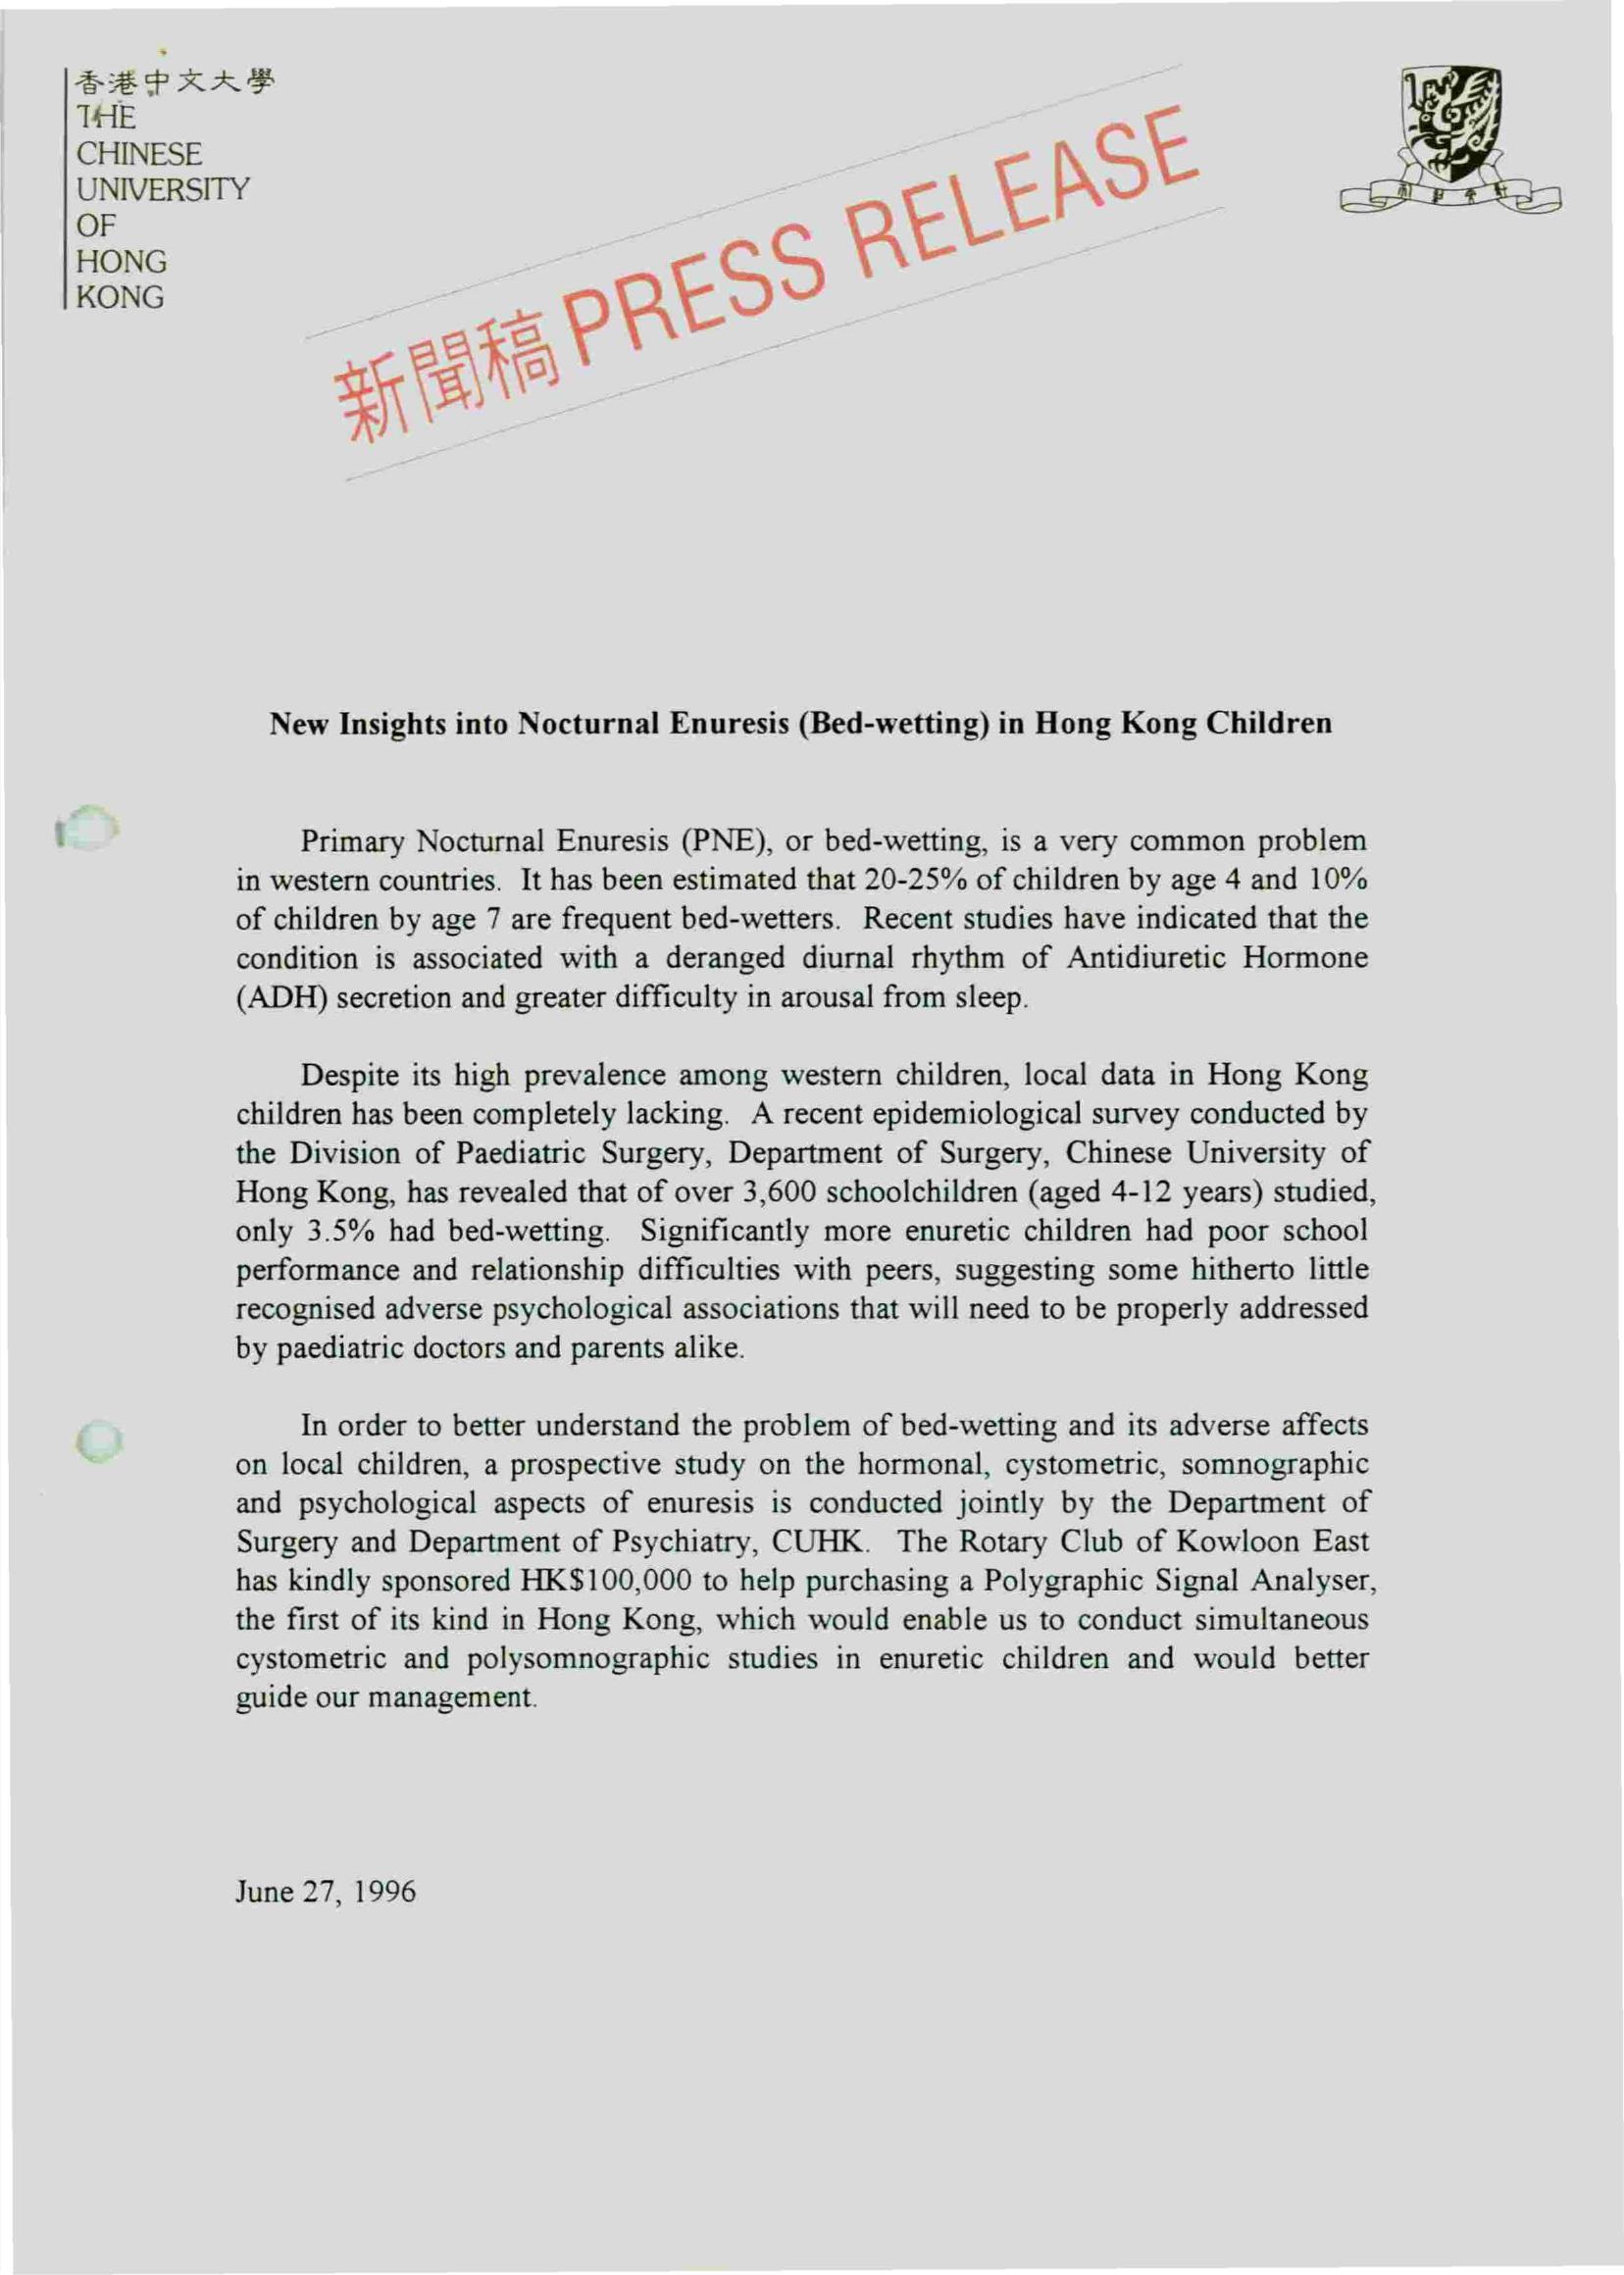 香港中文大學
THE
CHINESE
UNIVERSITY
OF
HONG
KONG
新聞稿 PRESS RELEASE
New Insights into Nocturnal Enuresis (Bed-wetting) in Hong Kong Children
Primary Nocturnal Enuresis (PNE), or bed-wetting, is a very common problem
in western countries. It has been estimated that 20-25% of children by age 4 and 10%
of children by age 7 are frequent bed-wetters. Recent studies have indicated that the
condition is associated with a deranged diurnal rhythm of Antidiuretic Hormone
(ADH) secretion and greater difficulty in arousal from sleep.
Despite its high prevalence among western children, local data in Hong Kong
children has been completely lacking. A recent epidemiological survey conducted by
the Division of Paediatric Surgery, Department of Surgery, Chinese University of
Hong Kong, has revealed that of over 3,600 schoolchildren (aged 4-12 years) studied,
only 3.5% had bed-wetting. Significantly more enuretic children had poor school
performance and relationship difficulties with peers, suggesting some hitherto little
recognised adverse psychological associations that will need to be properly addressed
by paediatric doctors and parents alike.
In order to better understand the problem of bed-wetting and its adverse affects
on local children, a prospective study on the hormonal, cystometric, somnographic
and psychological aspects of enuresis is conducted jointly by the Department of
Surgery and Department of Psychiatry, CUHK. The Rotary Club of Kowloon East
has kindly sponsored HK$100,000 to help purchasing a Polygraphic Signal Analyser,
the first of its kind in Hong Kong, which would enable us to conduct simultaneous
cystometric and polysomnographic studies in enuretic children and would better
guide our management.
June 27, 1996